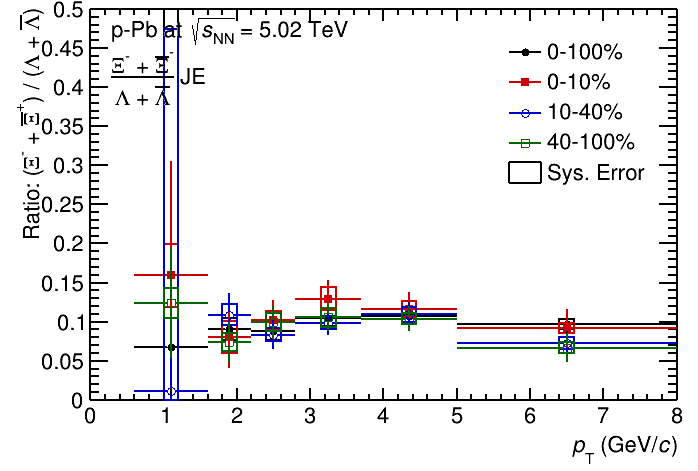 p-Pb at √s_NN = 5.02 TeV
Ξ⁻ + Ξ̅⁻
Λ + Λ̅
JE
0-100%
0-10%
10-40%
40-100%
Sys. Error
Ratio: (Ξ⁻ + Ξ̅⁺) / (Λ + Λ̅)
0.5
0.45
0.4
0.35
0.3
0.25
0.2
0.15
0.1
0.05
0
0 1 2 3 4 5 6 7 8
p_T (GeV/c)